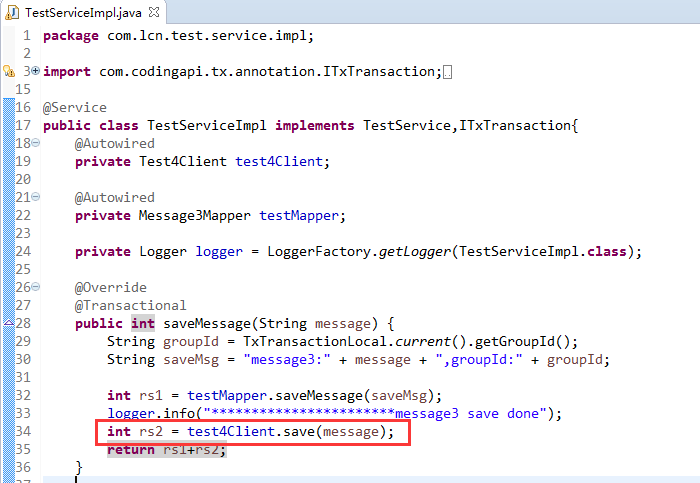 TestServiceImpl.java
1 package com.lcn.test.service.impl;
2
3 import com.codingapi.tx.annotation.ITxTransaction;
15
16 @Service
17 public class TestServiceImpl implements TestService,ITxTransaction{
18 @Autowired
19 private Test4Client test4Client;
20
21 @Autowired
22 private Message3Mapper testMapper;
23
24 private Logger logger = LoggerFactory.getLogger(TestServiceImpl.class);
25
26 @Override
27 @Transactional
28 public int saveMessage(String message) {
29 String groupId = TxTransactionLocal.current().getGroupId();
30 String saveMsg = "message3:" + message + ",groupId:" + groupId;
31
32 int rs1 = testMapper.saveMessage(saveMsg);
33 logger.info("***********************message3 save done");
34 int rs2 = test4Client.save(message);
35 return rs1+rs2;
36 }
37